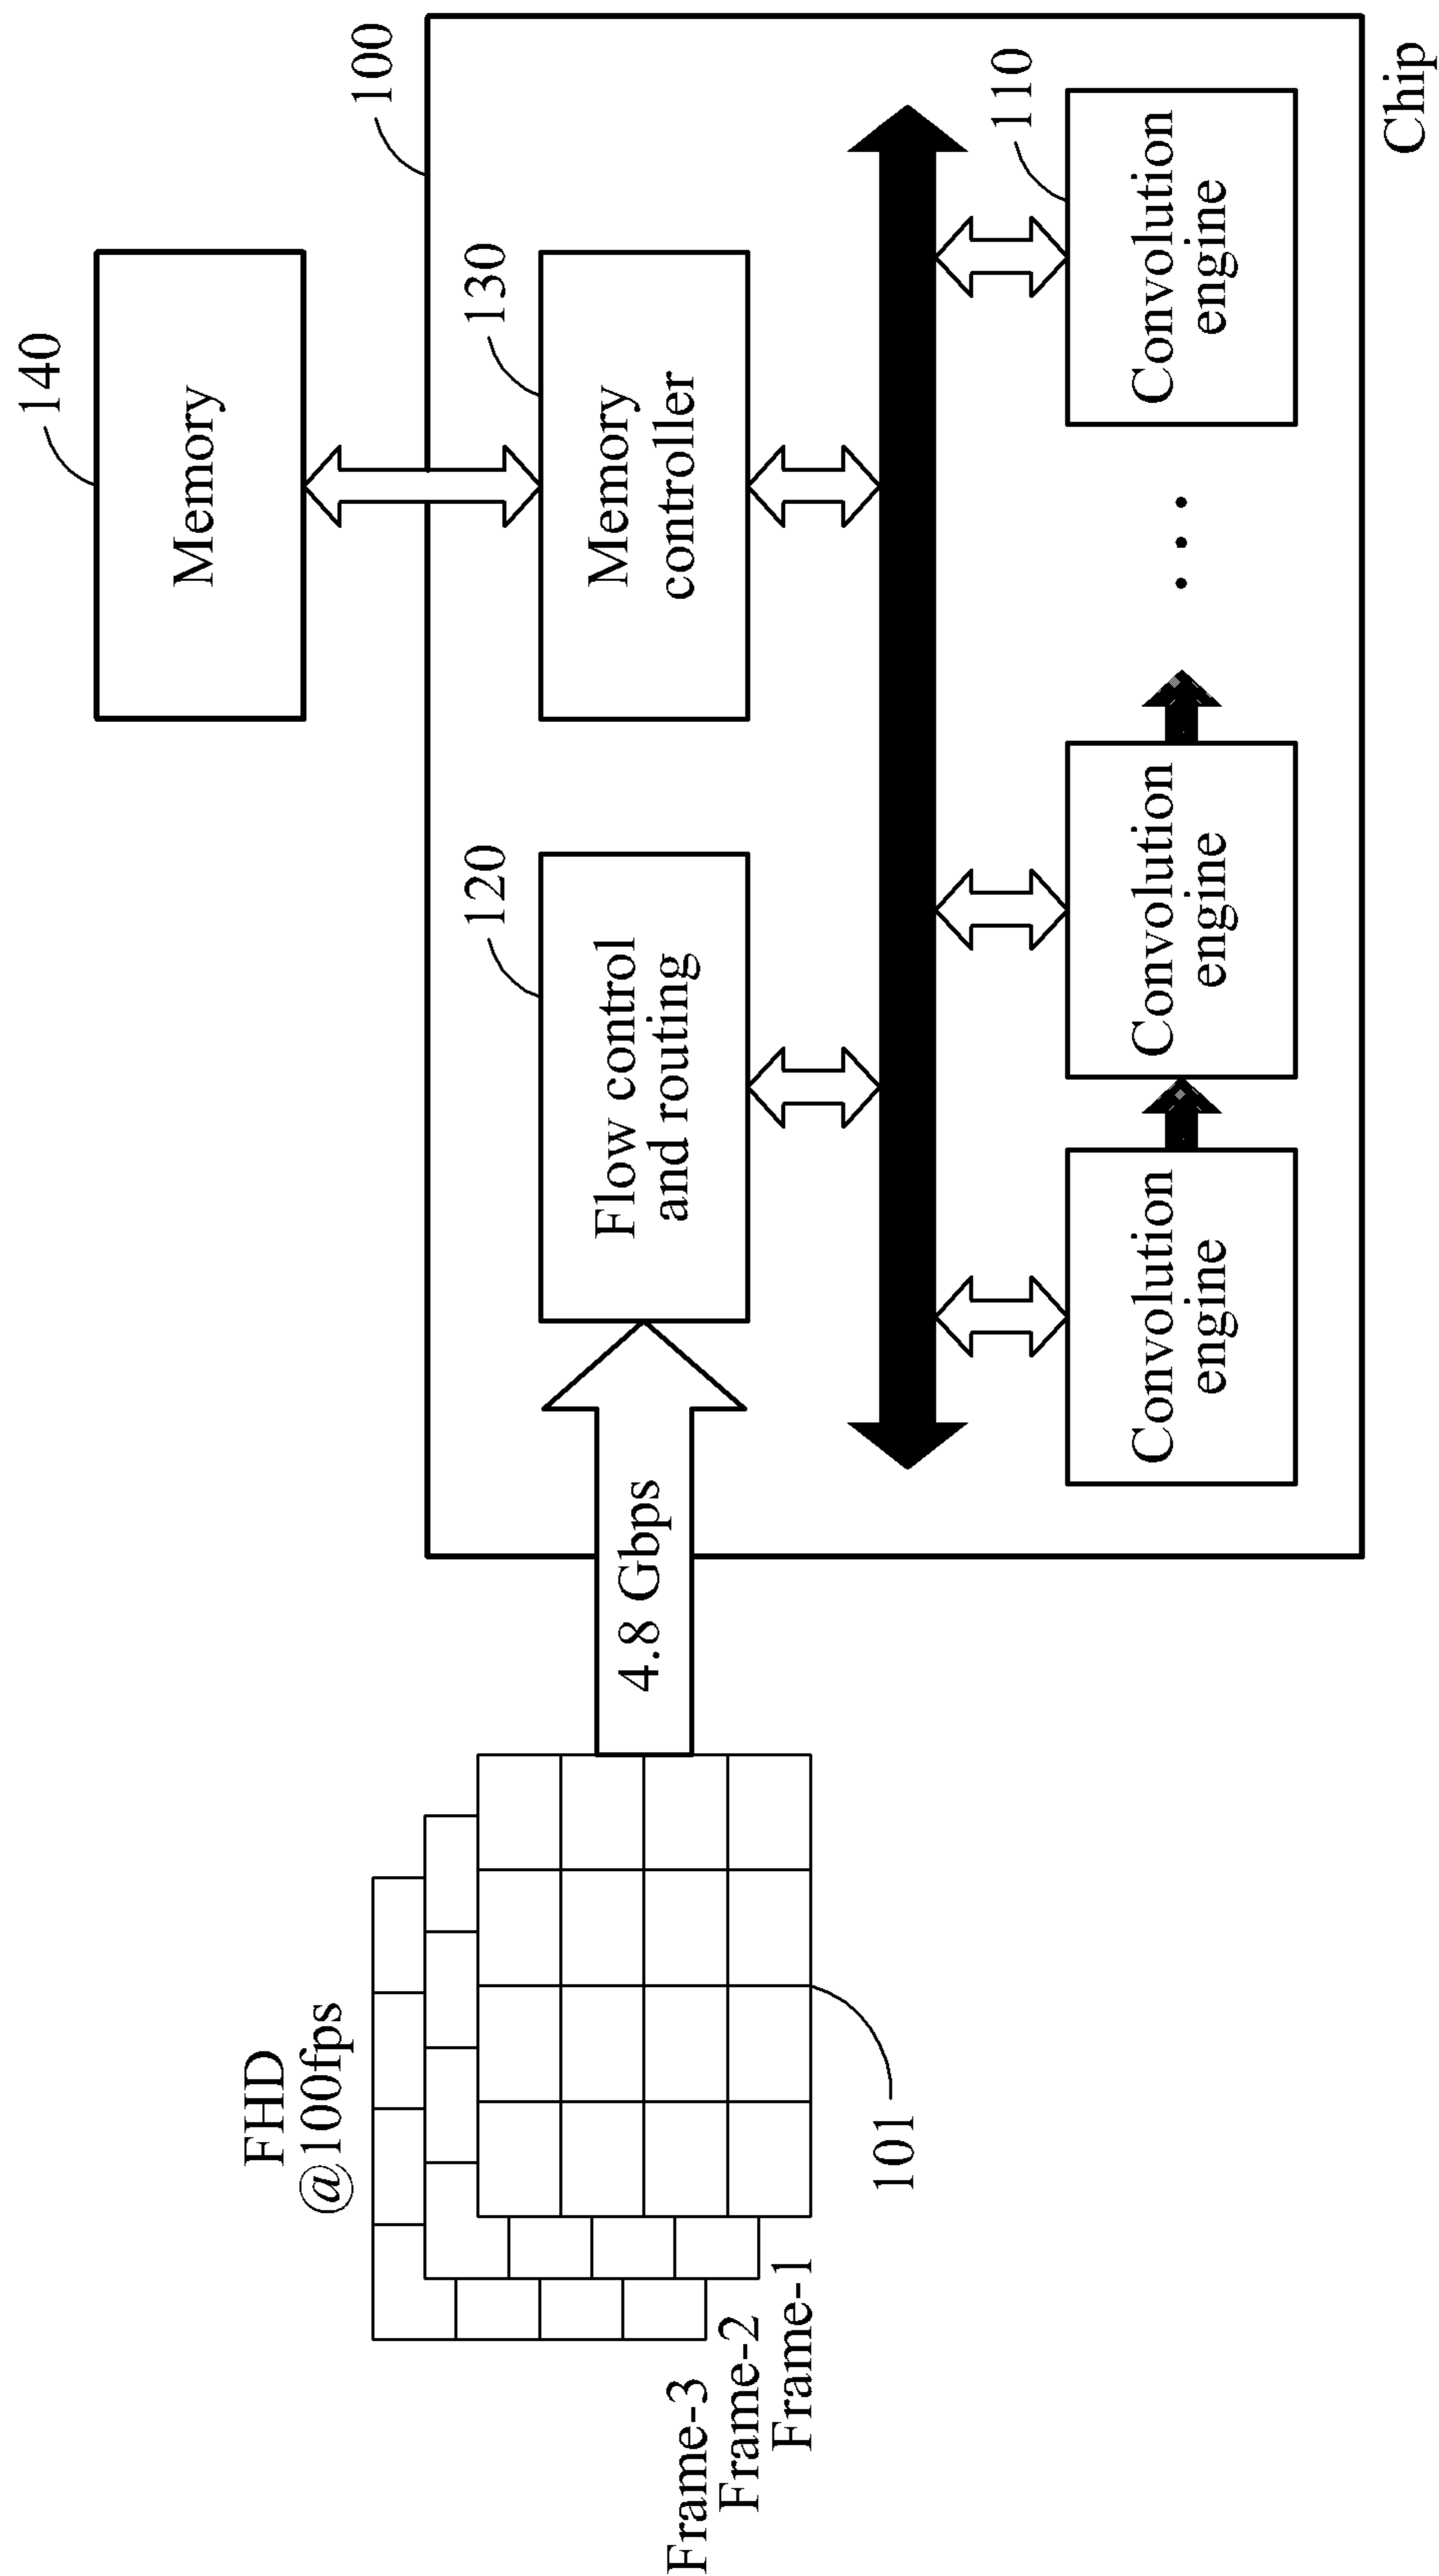 FHD
@100fps
Frame-3
Frame-2
Frame-1
101
4.8 Gbps
140
Memory
100
120
Flow control
and routing
130
Memory
controller
Convolution
engine
Convolution
engine
...
110
Convolution
engine
Chip